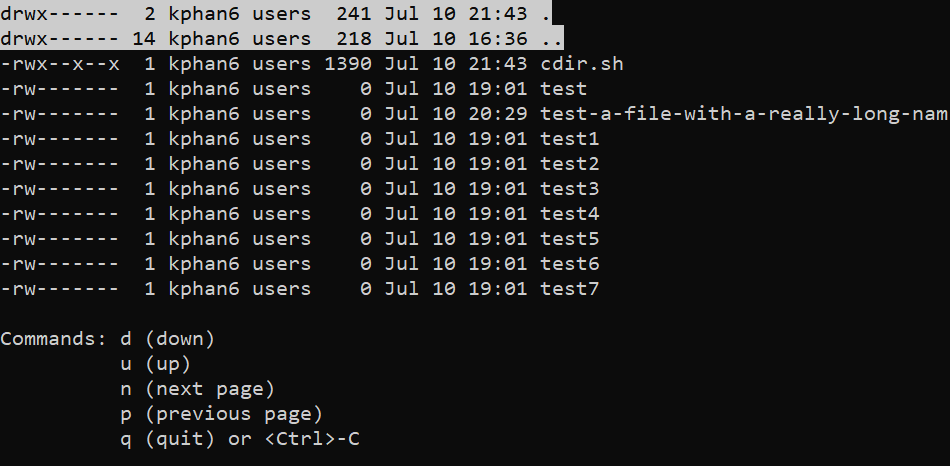 drwx------  2 kphan6 users  241 Jul 10 21:43 .
drwx------ 14 kphan6 users  218 Jul 10 16:36 ..
-rwx--x--x  1 kphan6 users 1390 Jul 10 21:43 cdir.sh
-rw-------  1 kphan6 users    0 Jul 10 19:01 test
-rw-------  1 kphan6 users    0 Jul 10 20:29 test-a-file-with-a-really-long-nam
-rw-------  1 kphan6 users    0 Jul 10 19:01 test1
-rw-------  1 kphan6 users    0 Jul 10 19:01 test2
-rw-------  1 kphan6 users    0 Jul 10 19:01 test3
-rw-------  1 kphan6 users    0 Jul 10 19:01 test4
-rw-------  1 kphan6 users    0 Jul 10 19:01 test5
-rw-------  1 kphan6 users    0 Jul 10 19:01 test6
-rw-------  1 kphan6 users    0 Jul 10 19:01 test7
Commands: d (down)
          u (up)
          n (next page)
          p (previous page)
          q (quit) or <Ctrl>-C